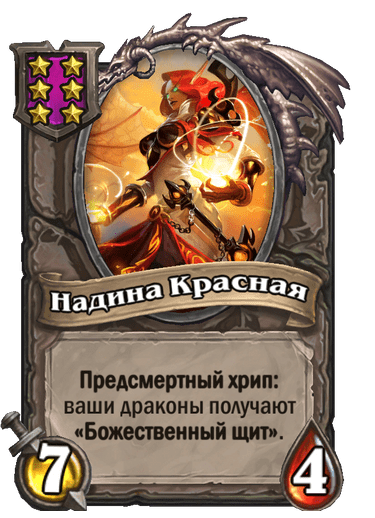 Надина Красная
Предсмертный хрип:
ваши драконы получают
«Божественный щит».
7
4